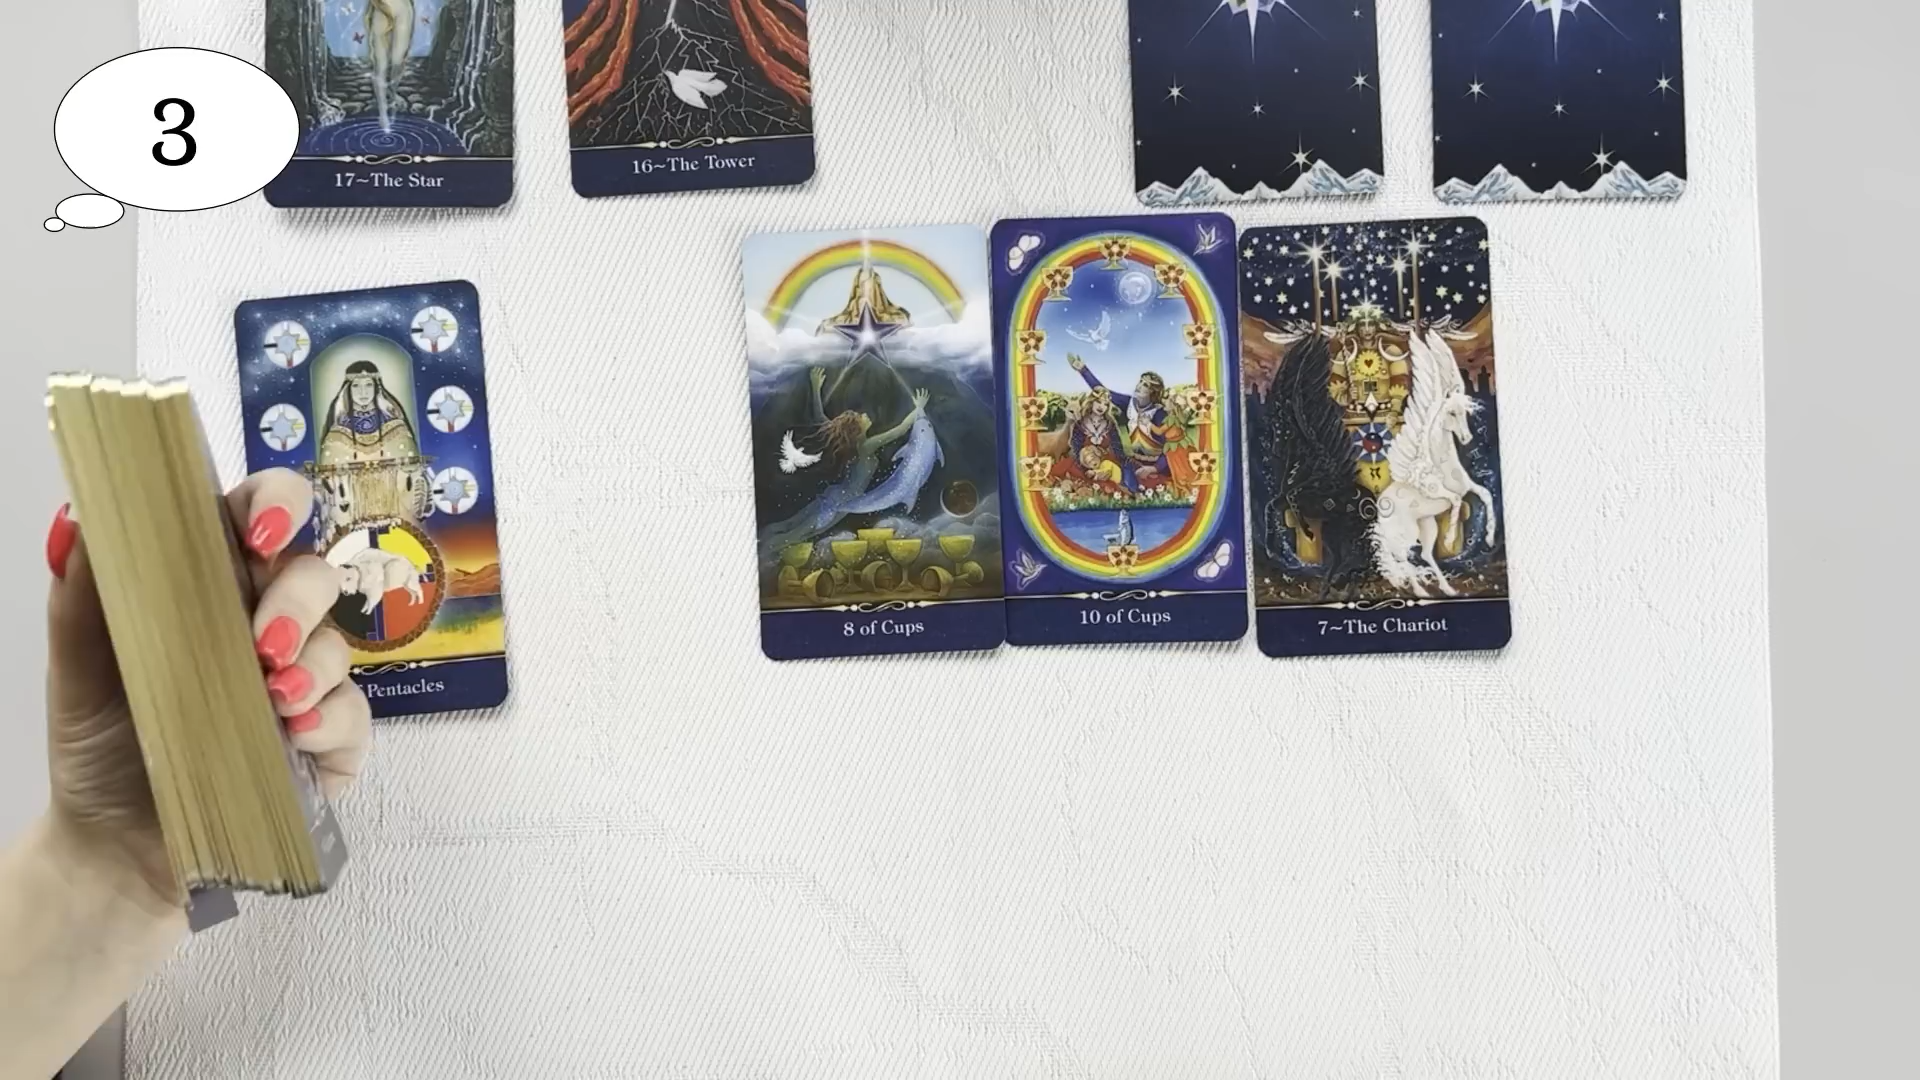 3
17~The Star
16~The Tower
8 of Cups
10 of Cups
7~The Chariot
Pentacles